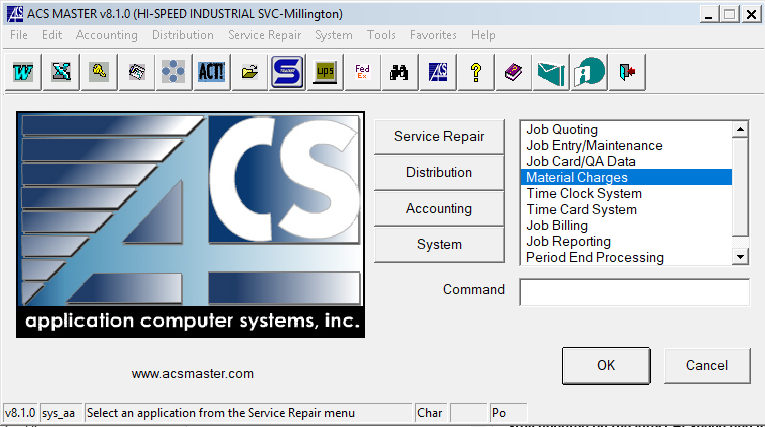 ACS MASTER v8.1.0 (HI-SPEED INDUSTRIAL SVC-Millington)
File Edit Accounting Distribution Service Repair System Tools Favorites Help
W X ACT! S ups Fed Ex ACS ?
ACS
application computer systems, inc.
www.acsmaster.com
Service Repair
Distribution
Accounting
System
Job Quoting
Job Entry/Maintenance
Job Card/QA Data
Material Charges
Time Clock System
Time Card System
Job Billing
Job Reporting
Period End Processing
Command
OK Cancel
v8.1.0 sys_aa Select an application from the Service Repair menu Char Po